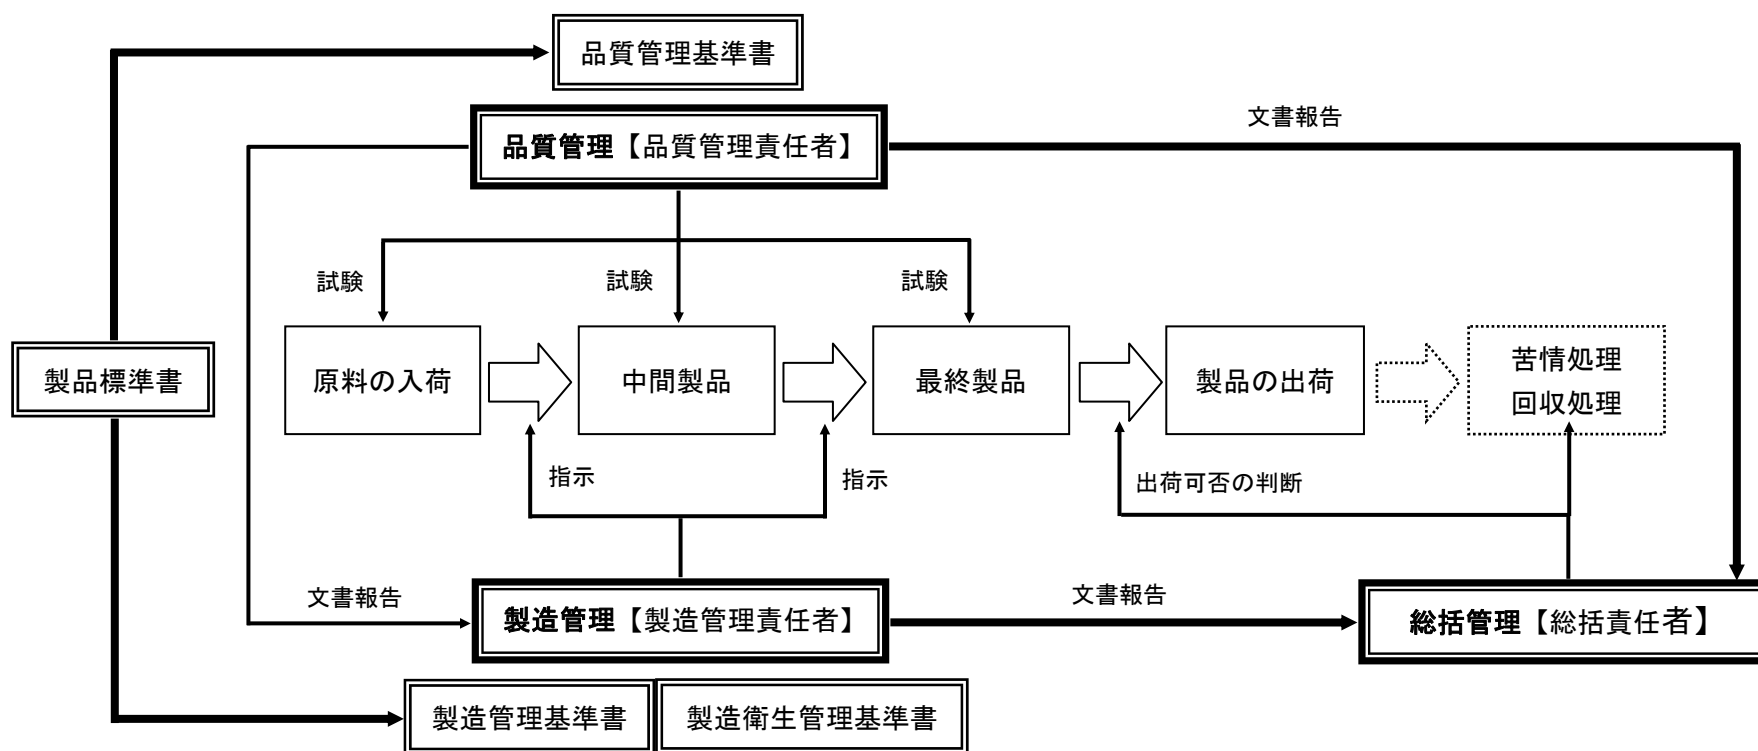 品質管理基準書
文書報告
品質管理【品質管理責任者】
試験
試験
試験
製品標準書
原料の入荷
中間製品
最終製品
製品の出荷
苦情処理
回収処理
指示
指示
出荷可否の判断
文書報告
文書報告
製造管理【製造管理責任者】
総括管理【総括責任者】
製造管理基準書
製造衛生管理基準書